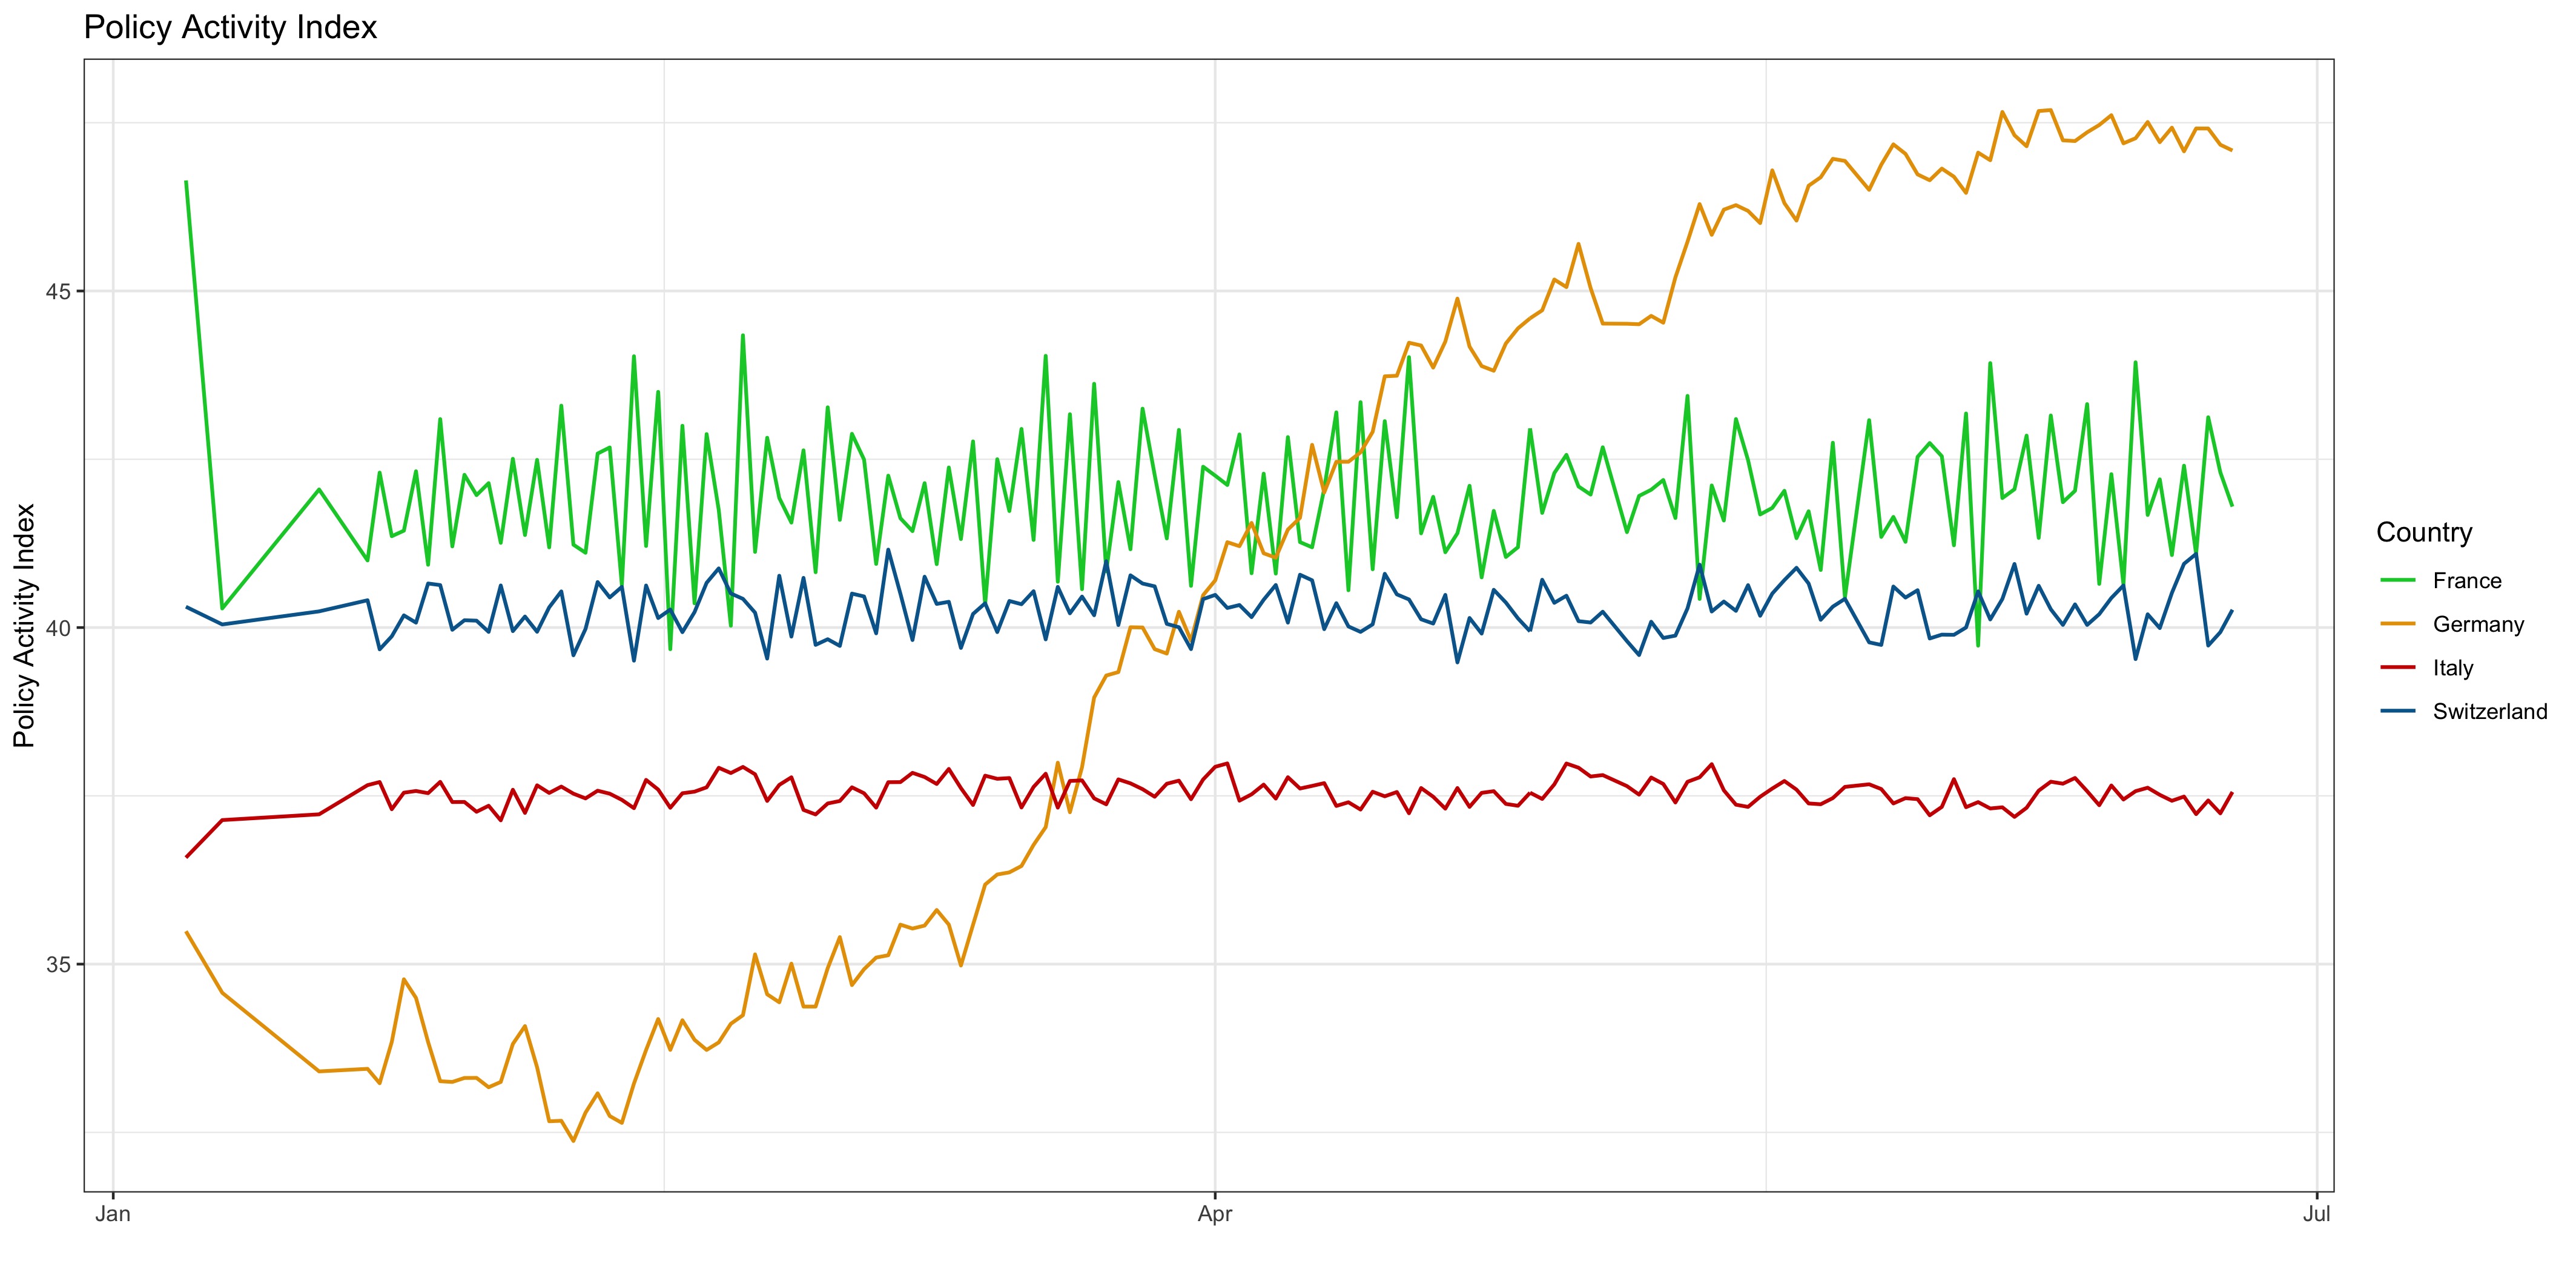 Policy Activity Index
Policy Activity Index
45
40
35
Jan
Apr
Jul
Country
France
Germany
Italy
Switzerland